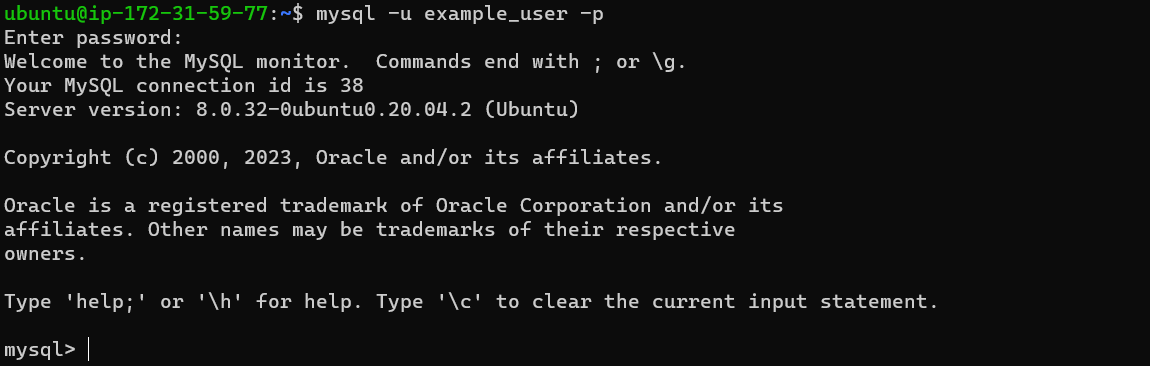 ubuntu@ip-172-31-59-77:~$ mysql -u example_user -p
Enter password:
Welcome to the MySQL monitor.  Commands end with ; or \g.
Your MySQL connection id is 38
Server version: 8.0.32-0ubuntu0.20.04.2 (Ubuntu)
Copyright (c) 2000, 2023, Oracle and/or its affiliates.
Oracle is a registered trademark of Oracle Corporation and/or its
affiliates. Other names may be trademarks of their respective
owners.
Type 'help;' or '\h' for help. Type '\c' to clear the current input statement.
mysql>